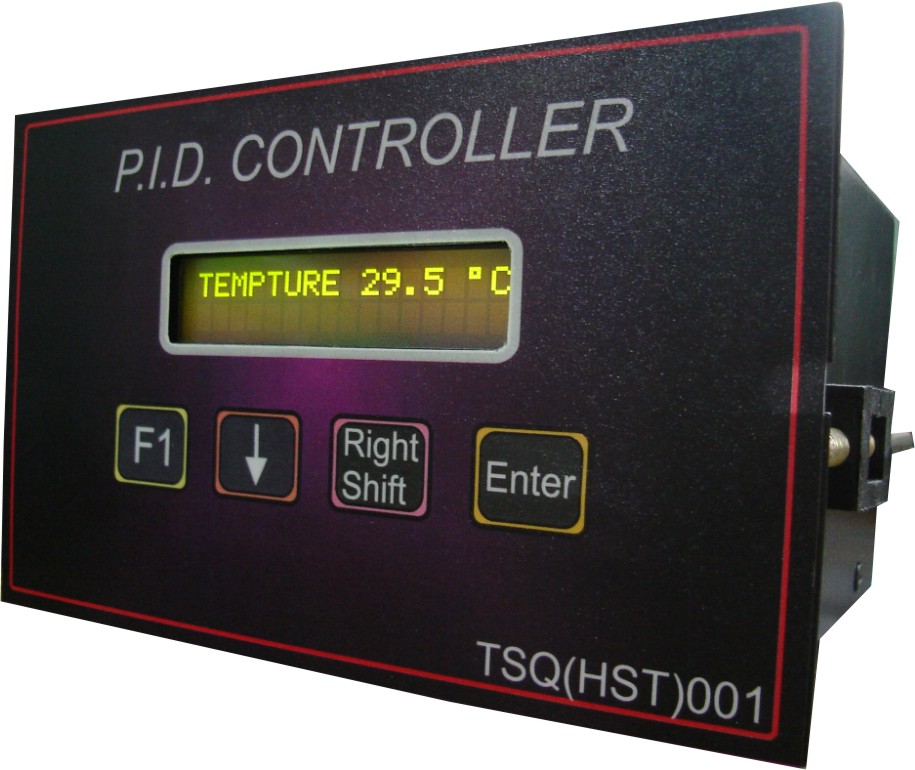 P.I.D. CONTROLLER
TEMPTURE 29.5 °C
F1
Right
Shift
Enter
TSQ(HST)001